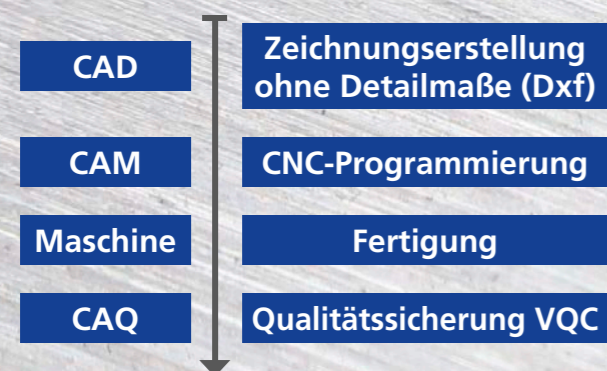 CAD
Zeichnungserstellung
ohne Detailmaße (Dxf)
CAM
CNC-Programmierung
Maschine
Fertigung
CAQ
Qualitätssicherung VQC